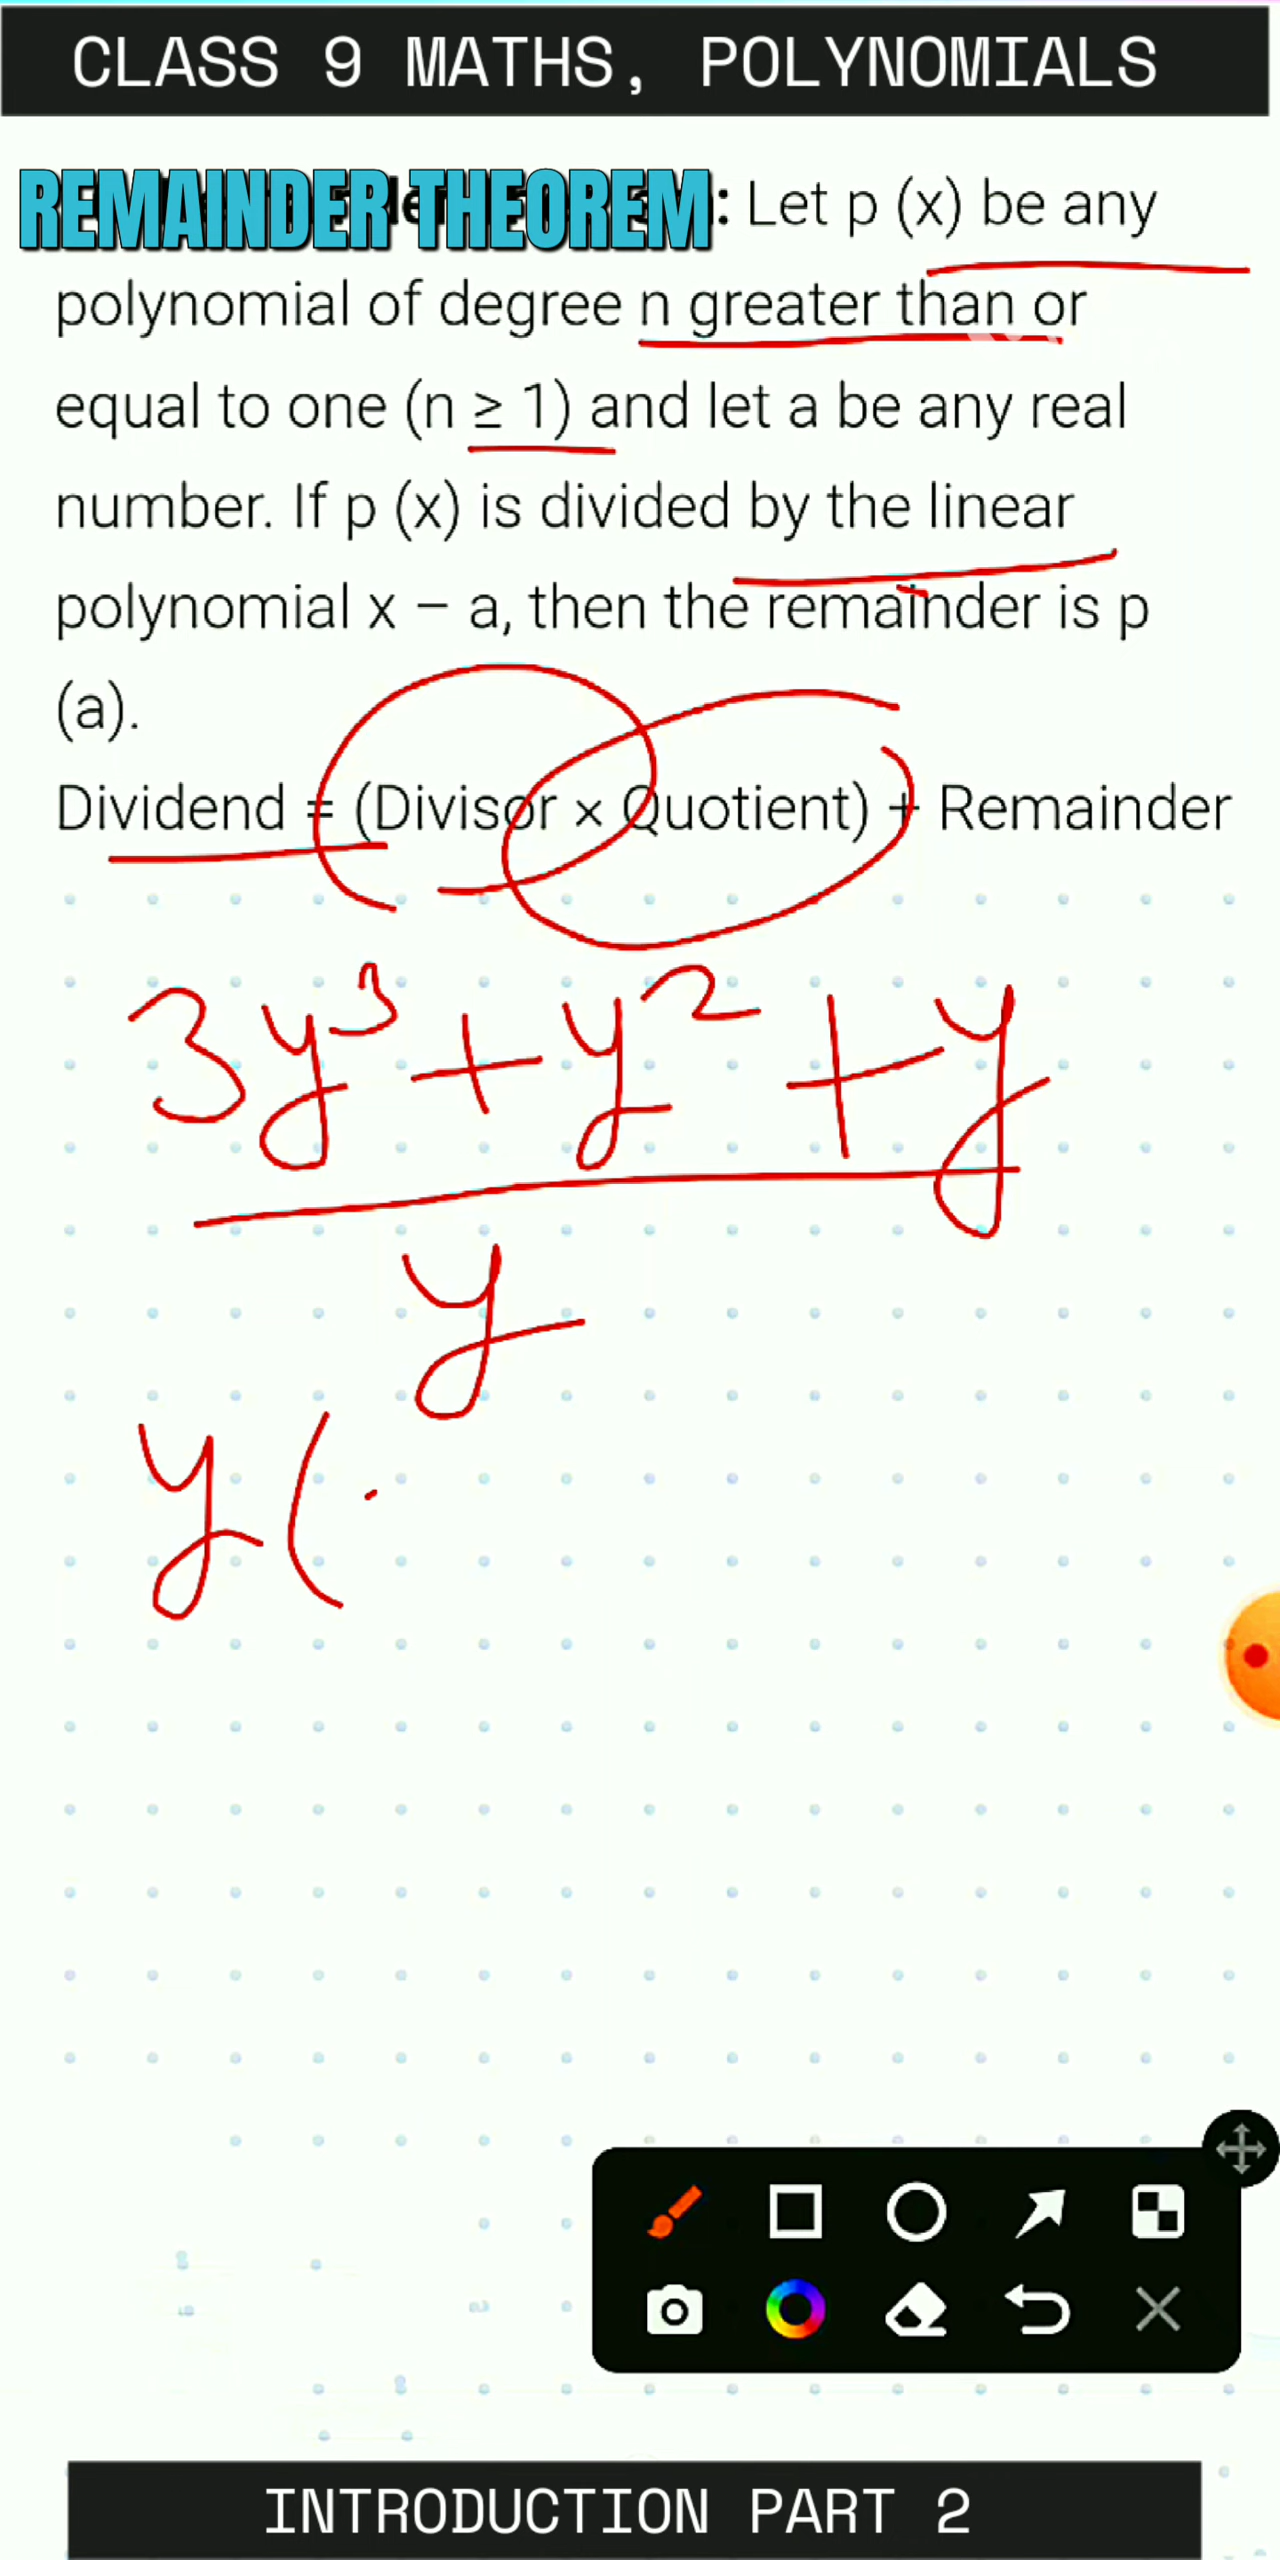 CLASS 9 MATHS, POLYNOMIALS
REMAINDER THEOREM: Let p (x) be any
polynomial of degree n greater than or
equal to one (n ≥ 1) and let a be any real
number. If p (x) is divided by the linear
polynomial x – a, then the remainder is p
(a).
Dividend = (Divisor × Quotient) + Remainder
3y³ + y² + y
y
y(
INTRODUCTION PART 2